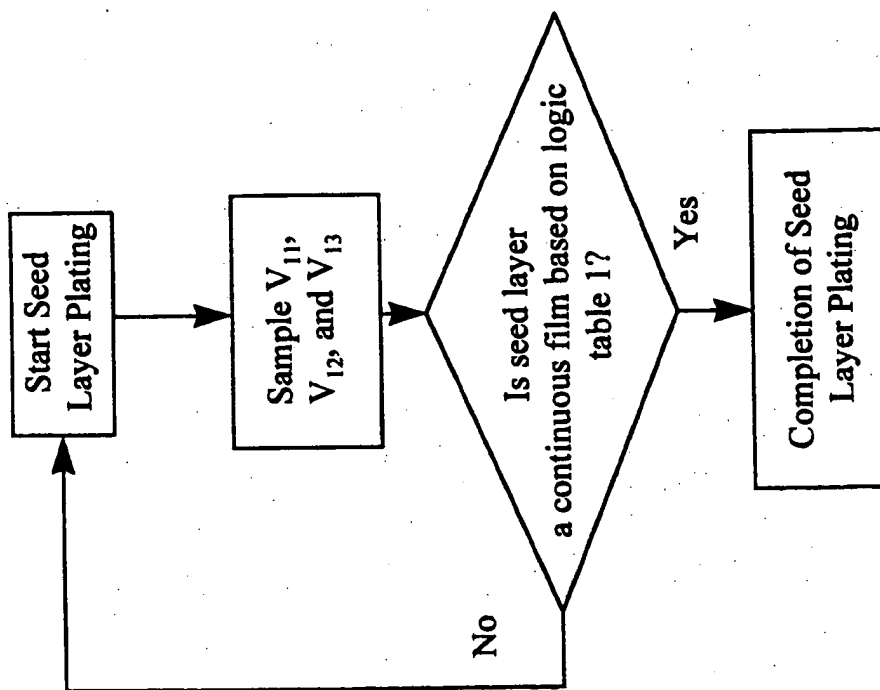 Start Seed
Layer Plating
Sample V₁₁,
V₁₂, and V₁₃
Is seed layer
a continuous film based on logic
table 1?
No
Yes
Completion of Seed
Layer Plating